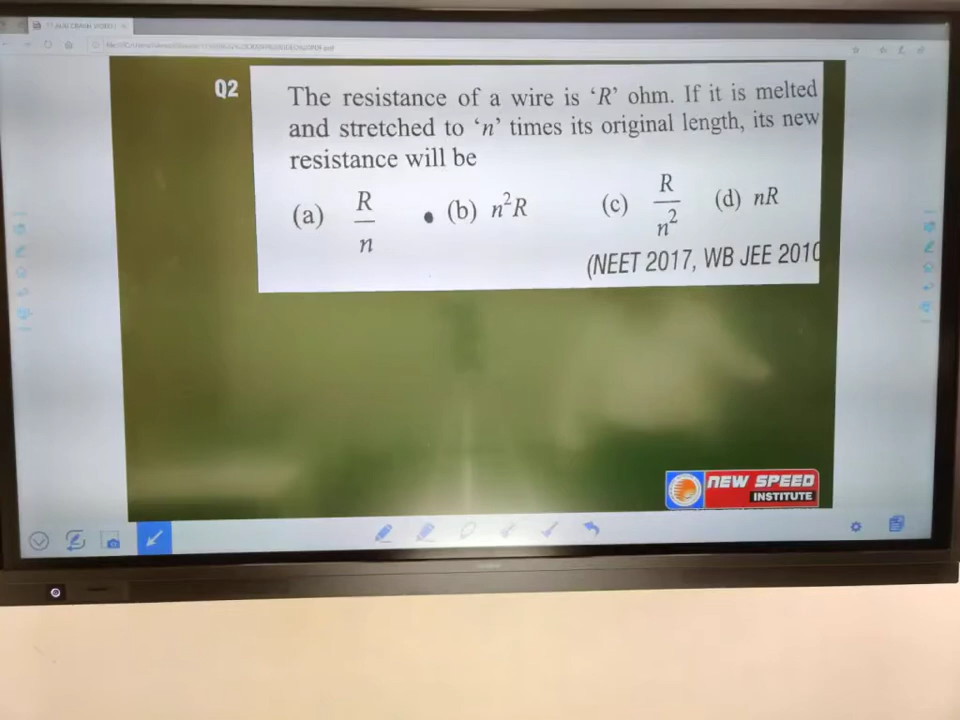 Q2
The resistance of a wire is ‘R’ ohm. If it is melted
and stretched to ‘n’ times its original length, its new
resistance will be
(a) R/n • (b) n²R (c) R/n² (d) nR
(NEET 2017, WB JEE 2010
NEW SPEED
INSTITUTE